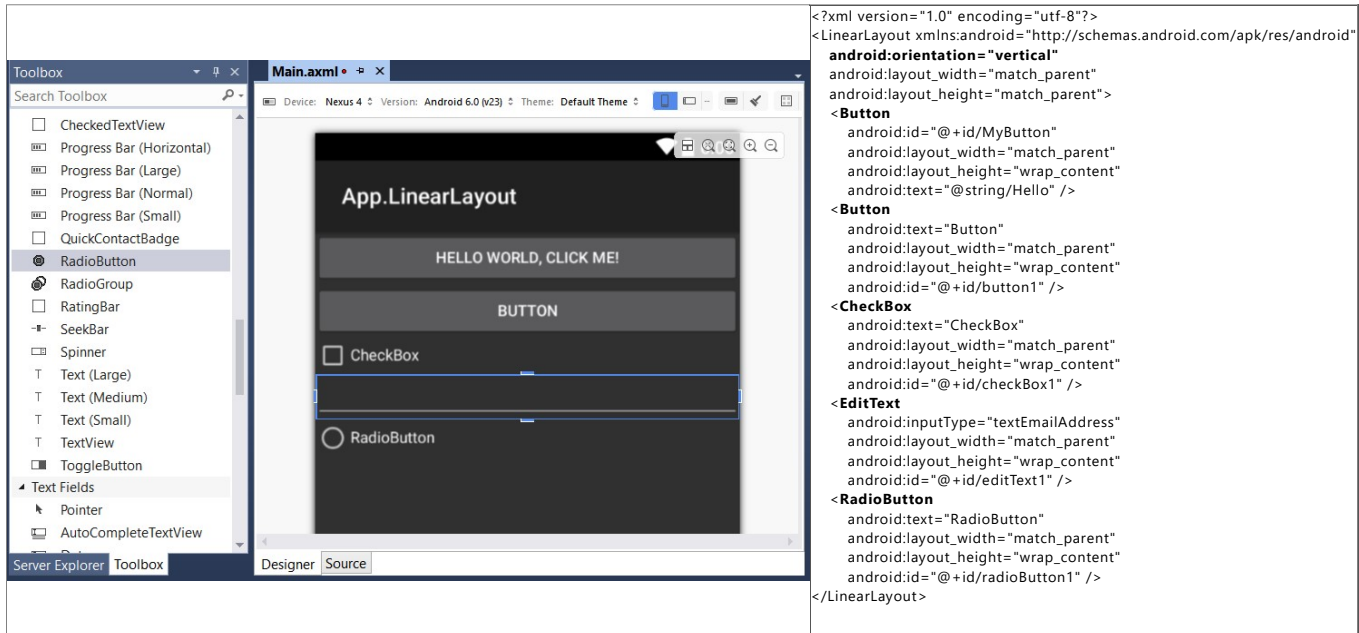 Toolbox
Search Toolbox
CheckedTextView
Progress Bar (Horizontal)
Progress Bar (Large)
Progress Bar (Normal)
Progress Bar (Small)
QuickContactBadge
RadioButton
RadioGroup
RatingBar
SeekBar
Spinner
Text (Large)
Text (Medium)
Text (Small)
TextView
ToggleButton
Text Fields
Pointer
AutoCompleteTextView
Server Explorer Toolbox
Main.axml
Device: Nexus 4 Version: Android 6.0 (v23) Theme: Default Theme
App.LinearLayout
HELLO WORLD, CLICK ME!
BUTTON
CheckBox
RadioButton
Designer Source
<?xml version="1.0" encoding="utf-8"?>
<LinearLayout xmlns:android="http://schemas.android.com/apk/res/android"
android:orientation="vertical"
android:layout_width="match_parent"
android:layout_height="match_parent">
<Button
android:id="@+id/MyButton"
android:layout_width="match_parent"
android:layout_height="wrap_content"
android:text="@string/Hello" />
<Button
android:text="Button"
android:layout_width="match_parent"
android:layout_height="wrap_content"
android:id="@+id/button1" />
<CheckBox
android:text="CheckBox"
android:layout_width="match_parent"
android:layout_height="wrap_content"
android:id="@+id/checkBox1" />
<EditText
android:inputType="textEmailAddress"
android:layout_width="match_parent"
android:layout_height="wrap_content"
android:id="@+id/editText1" />
<RadioButton
android:text="RadioButton"
android:layout_width="match_parent"
android:layout_height="wrap_content"
android:id="@+id/radioButton1" />
</LinearLayout>